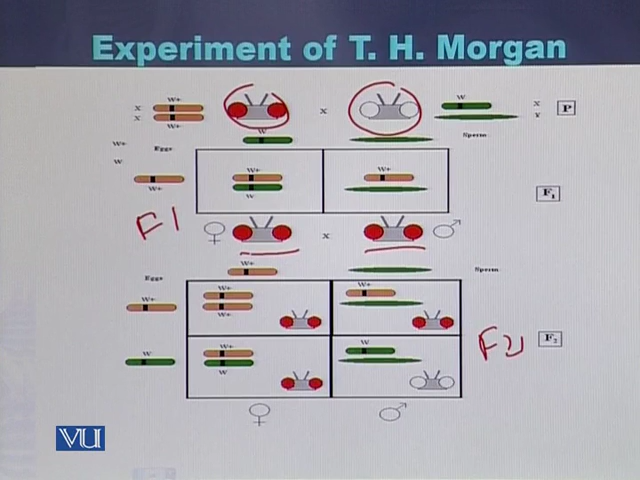 Experiment of T. H. Morgan
W+ W
X x X
X W+ Y P
W
W+ Eggs Sperm
W W+ W+
W+ W F1
F1
♀ x ♂
W+
Eggs Sperm
W+ W+
W+ W+
F2 F2
W W+ W
W
♀ ♂
VU